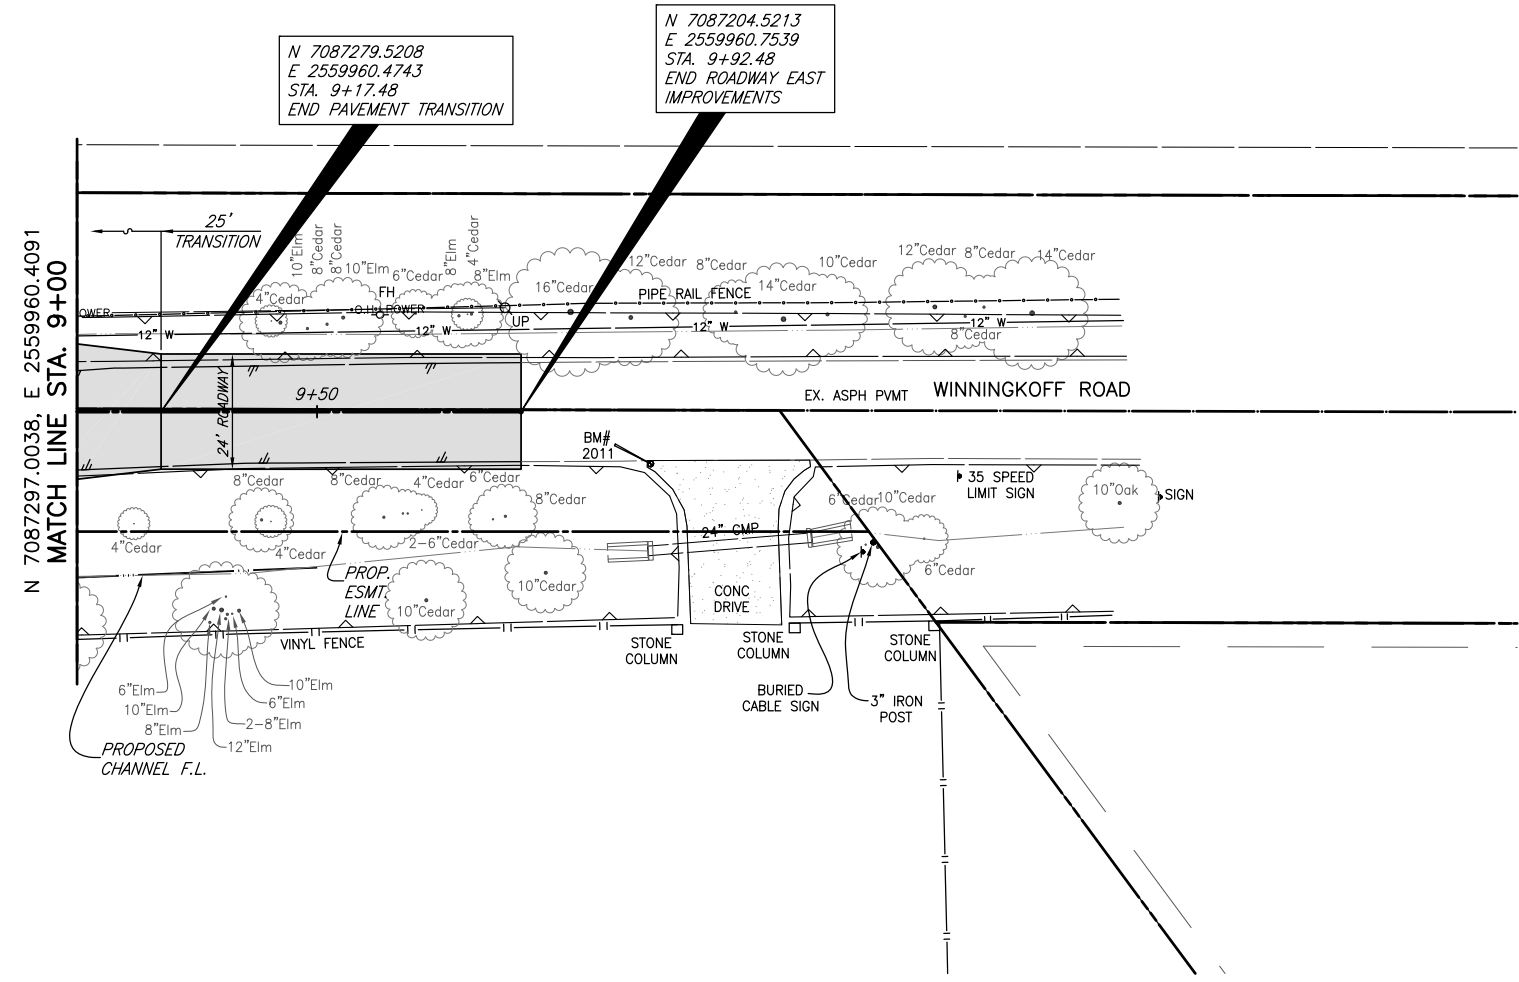 N 7087279.5208
E 2559960.4743
STA. 9+17.48
END PAVEMENT TRANSITION
N 7087204.5213
E 2559960.7539
STA. 9+92.48
END ROADWAY EAST
IMPROVEMENTS
N 7087297.0038, E 2559960.4091
MATCH LINE STA. 9+00
25'
TRANSITION
10"Elm
8"Cedar
8"Cedar
10"Elm
6"Cedar
8"Elm
4"Cedar
8"Elm
4"Cedar
FH
16"Cedar
12"Cedar
8"Cedar
14"Cedar
10"Cedar
12"Cedar
8"Cedar
14"Cedar
8"Cedar
OWER
O.H. POWER
UP
PIPE RAIL FENCE
12" W
12" W
12" W
12" W
24' ROADWAY
9+50
EX. ASPH PVMT
WINNINGKOFF ROAD
BM#
2011
35 SPEED
LIMIT SIGN
10"Oak
SIGN
8"Cedar
8"Cedar
4"Cedar
6"Cedar
8"Cedar
6"Cedar
10"Cedar
4"Cedar
4"Cedar
2-6"Cedar
24" CMP
6"Cedar
10"Cedar
10"Cedar
PROP.
ESMT.
LINE
CONC
DRIVE
VINYL FENCE
STONE
COLUMN
STONE
COLUMN
STONE
COLUMN
BURIED
CABLE SIGN
3" IRON
POST
6"Elm
10"Elm
8"Elm
12"Elm
2-8"Elm
6"Elm
10"Elm
PROPOSED
CHANNEL F.L.